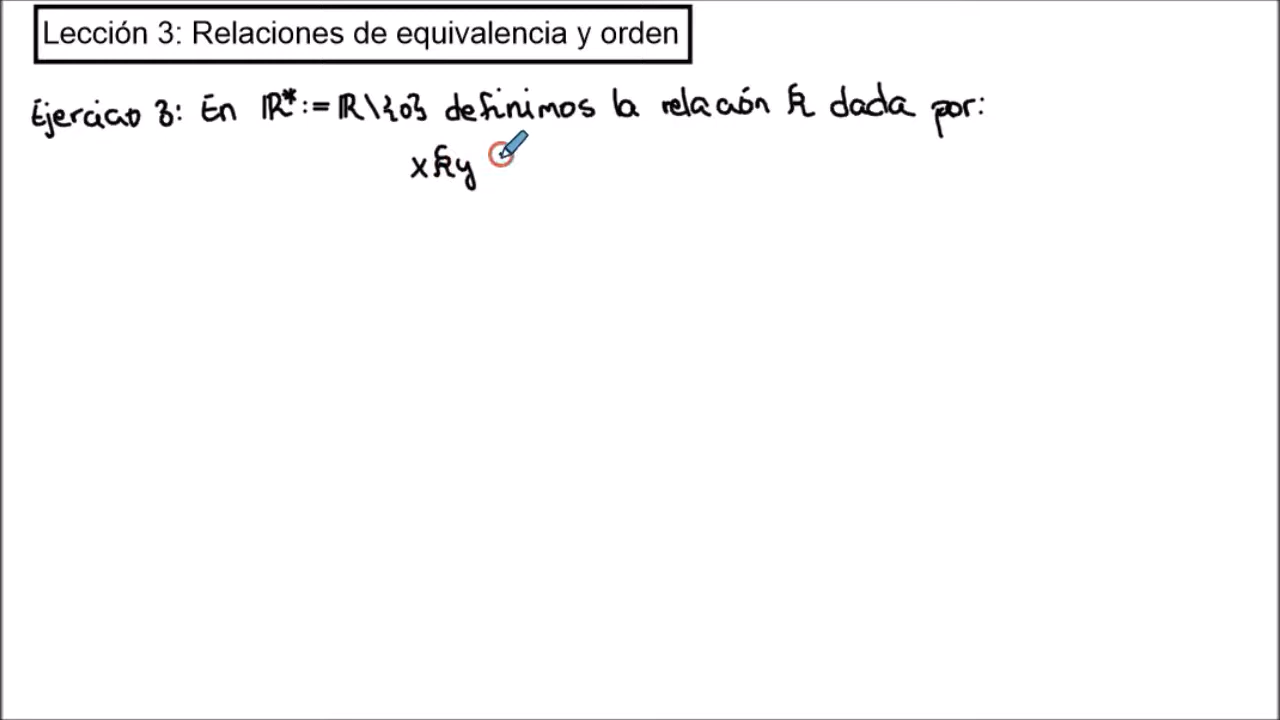 Lección 3: Relaciones de equivalencia y orden
Ejercicio 3: En ℝ* := ℝ\{0} definimos la relación ℛ dada por:
xℛy